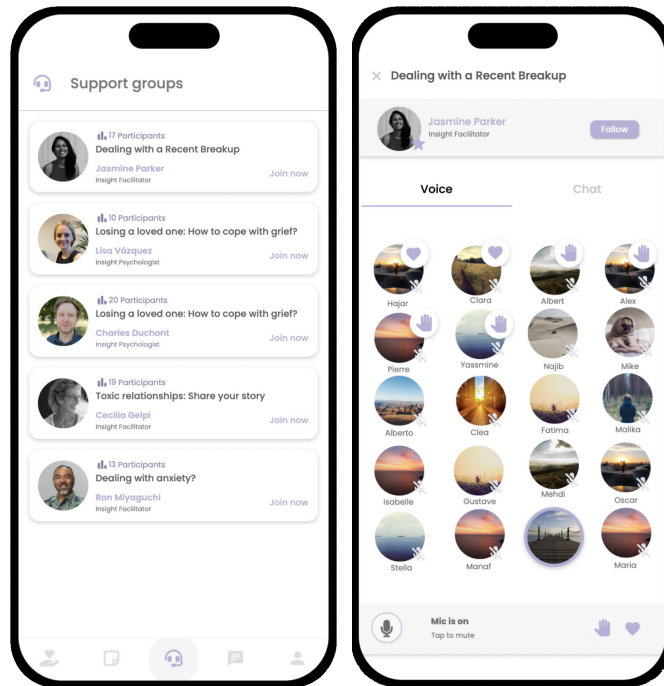 Support groups
17 Participants
Dealing with a Recent Breakup
Jasmine Parker
Insight Facilitator
Join now
10 Participants
Losing a loved one: How to cope with grief?
Lisa Vázquez
Insight Psychologist
Join now
20 Participants
Losing a loved one: How to cope with grief?
Charles Duchont
Insight Psychologist
Join now
19 Participants
Toxic relationships: Share your story
Cecilia Gelpi
Insight Facilitator
Join now
13 Participants
Dealing with anxiety?
Ron Miyaguchi
Insight Facilitator
Join now
Dealing with a Recent Breakup
Jasmine Parker
Insight Facilitator
Follow
Voice Chat
Hajar Clara Albert Alex
Pierre Yassmine Najib Mike
Alberto Clea Fatima Malika
Isabelle Gustave Mehdi Oscar
Stella Manaf Maria
Mic is on
Tap to mute